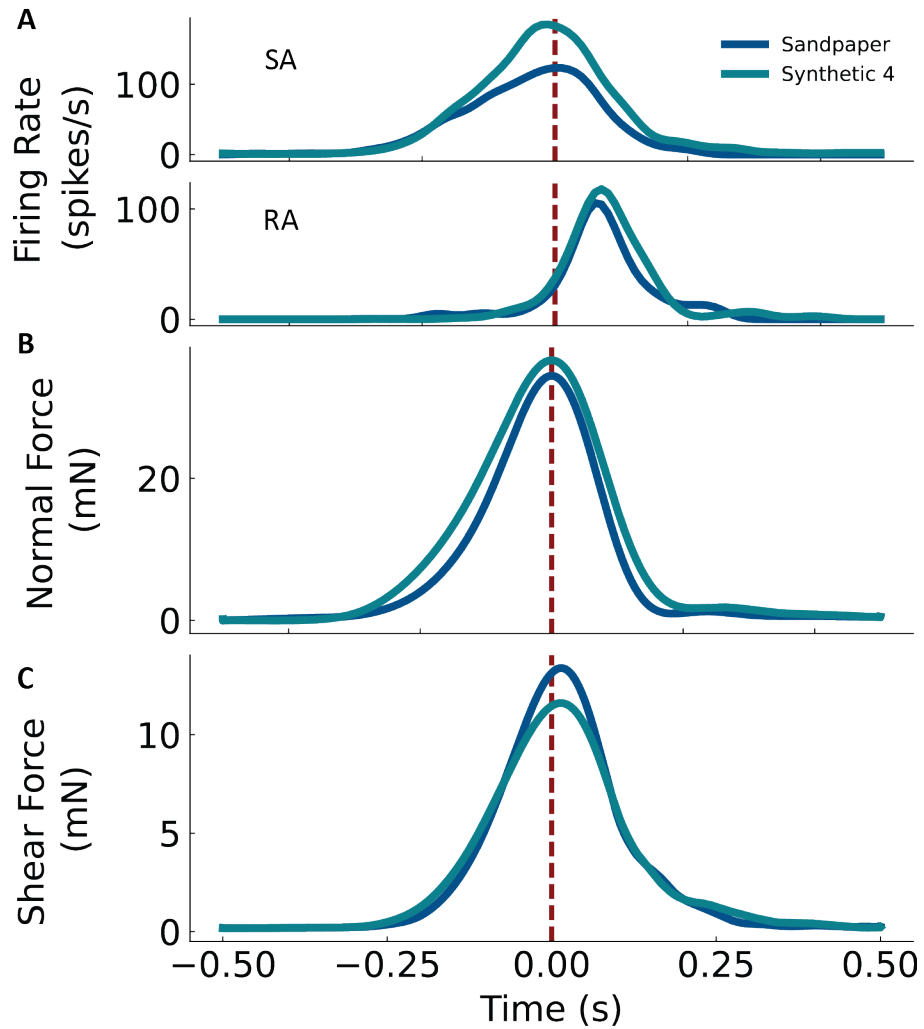 A
SA
Sandpaper
Synthetic 4
Firing Rate
(spikes/s)
100
0
RA
100
0
B
Normal Force
(mN)
20
0
C
Shear Force
(mN)
10
5
0
−0.50
−0.25
0.00
0.25
0.50
Time (s)